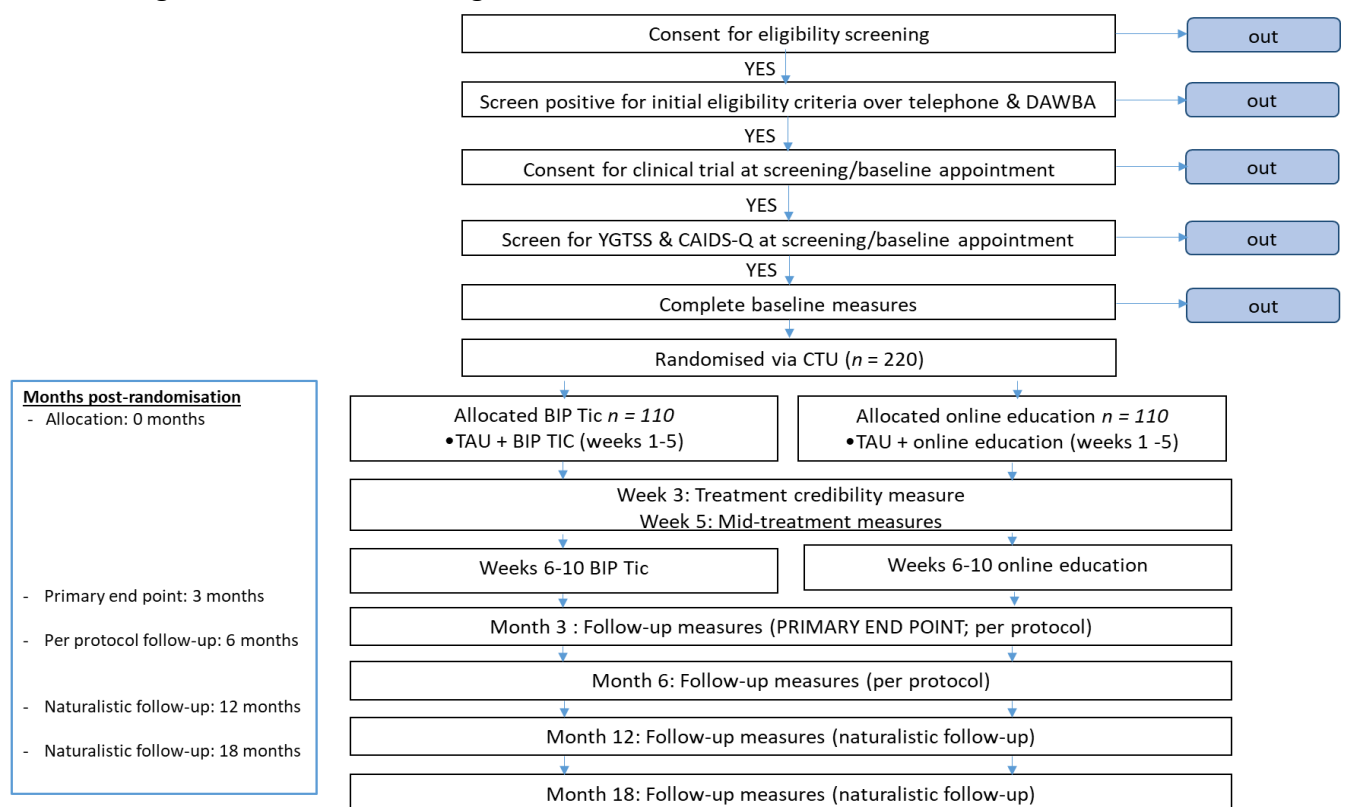 Consent for eligibility screening
out
YES
Screen positive for initial eligibility criteria over telephone & DAWBA
out
YES
Consent for clinical trial at screening/baseline appointment
out
YES
Screen for YGTSS & CAIDS-Q at screening/baseline appointment
out
YES
Complete baseline measures
out
Randomised via CTU (n = 220)
Months post-randomisation
- Allocation: 0 months
- Primary end point: 3 months
- Per protocol follow-up: 6 months
- Naturalistic follow-up: 12 months
- Naturalistic follow-up: 18 months
Allocated BIP Tic n = 110
•TAU + BIP TIC (weeks 1-5)
Allocated online education n = 110
•TAU + online education (weeks 1 -5)
Week 3: Treatment credibility measure
Week 5: Mid-treatment measures
Weeks 6-10 BIP Tic
Weeks 6-10 online education
Month 3 : Follow-up measures (PRIMARY END POINT; per protocol)
Month 6: Follow-up measures (per protocol)
Month 12: Follow-up measures (naturalistic follow-up)
Month 18: Follow-up measures (naturalistic follow-up)